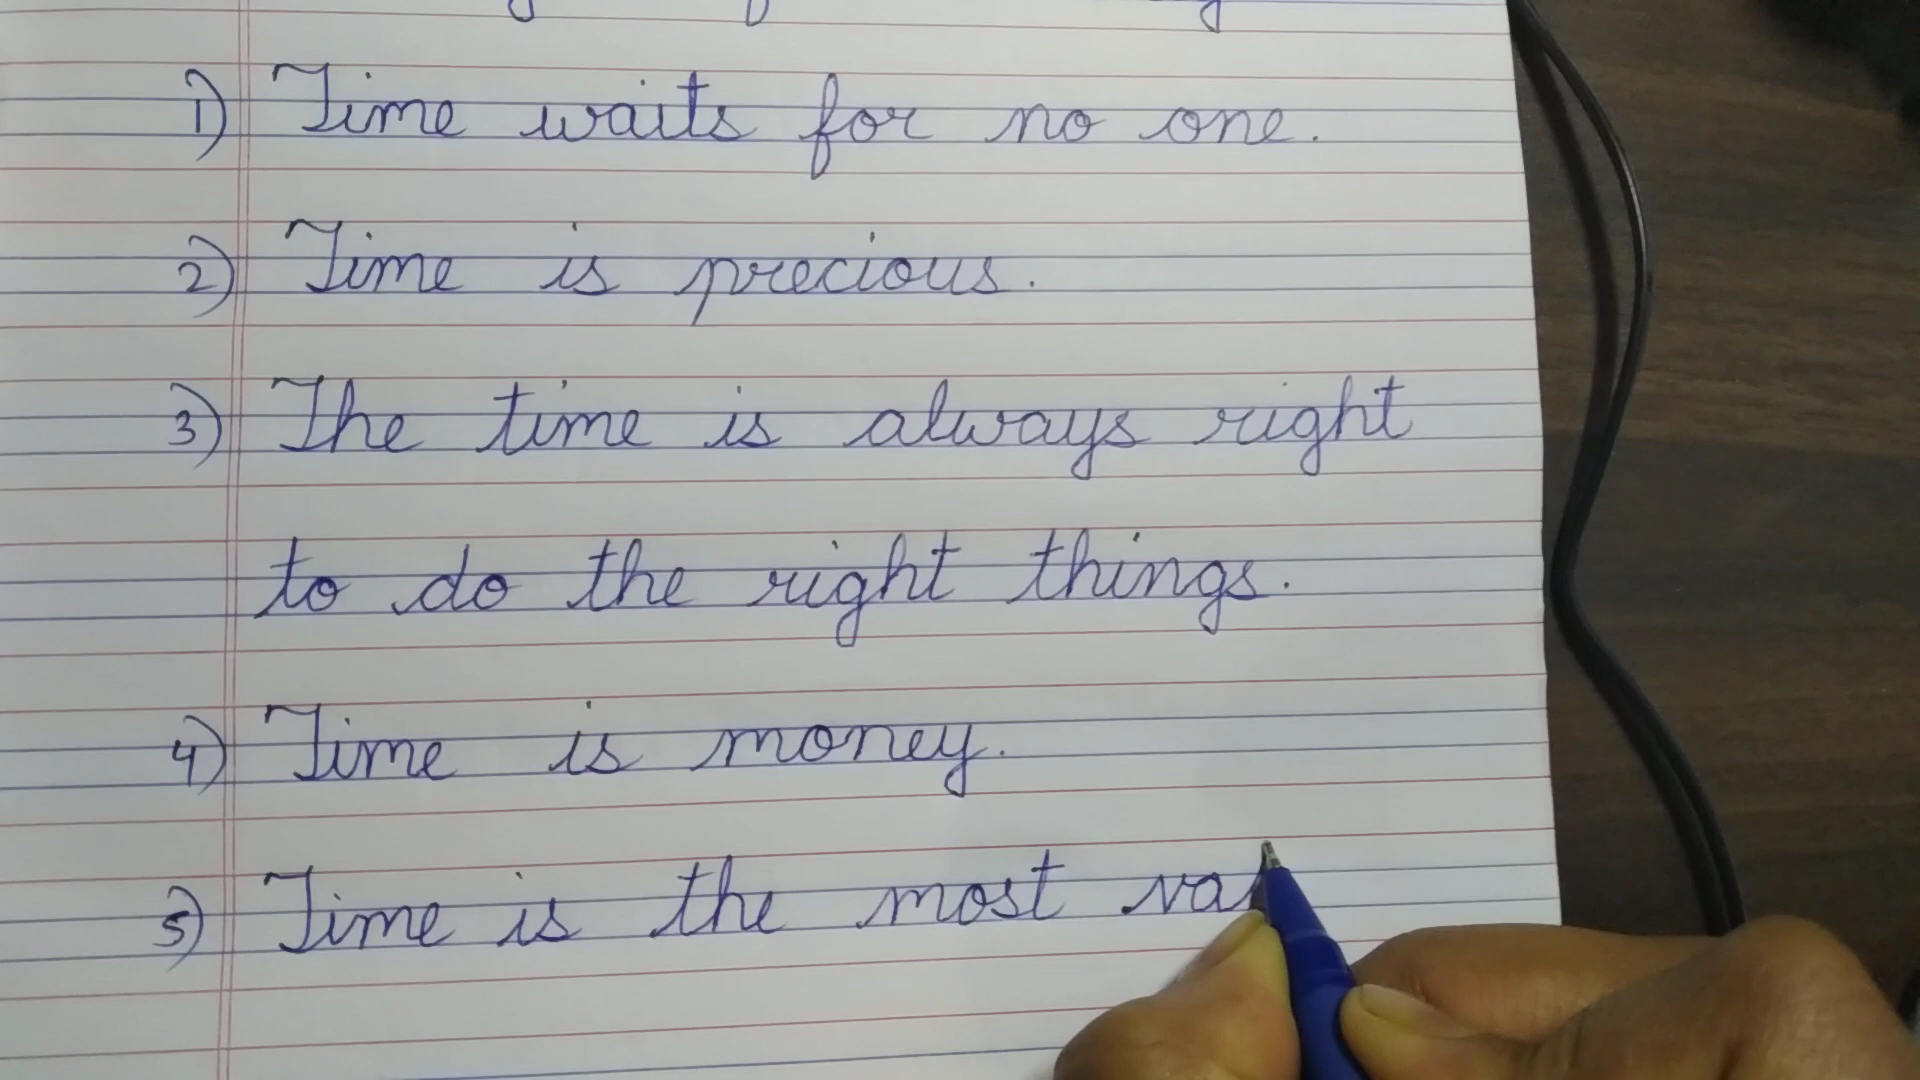 1) Time waits for no one.
2) Time is precious.
3) The time is always right
to do the right things.
4) Time is money.
5) Time is the most